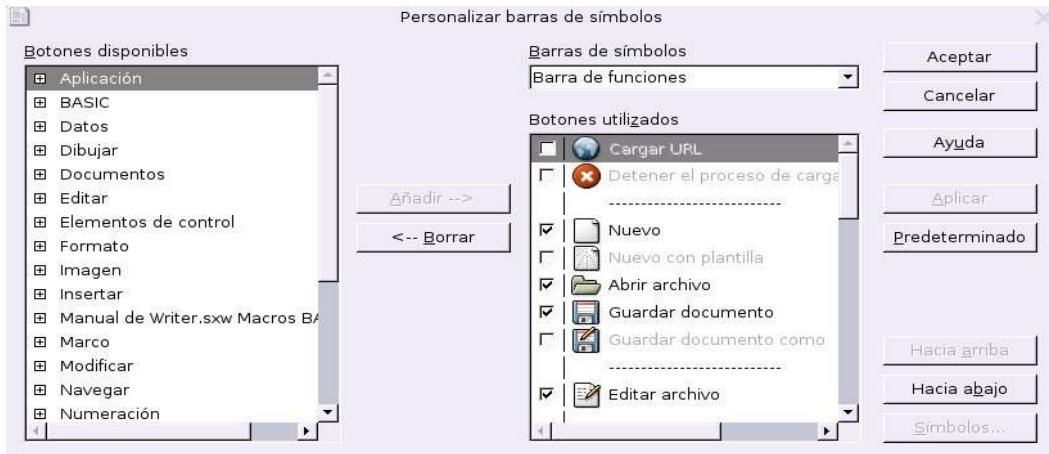 Personalizar barras de símbolos
Botones disponibles
Aplicación
BASIC
Datos
Dibujar
Documentos
Editar
Elementos de control
Formato
Imagen
Insertar
Manual de Writer.sxw Macros BA
Marco
Modificar
Navegar
Numeración
Añadir -->
<-- Borrar
Barras de símbolos
Barra de funciones
Botones utilizados
Cargar URL
Detener el proceso de carga
--------------------------
Nuevo
Nuevo con plantilla
Abrir archivo
Guardar documento
Guardar documento como
--------------------------
Editar archivo
Aceptar
Cancelar
Ayuda
Aplicar
Predeterminado
Hacia arriba
Hacia abajo
Símbolos...